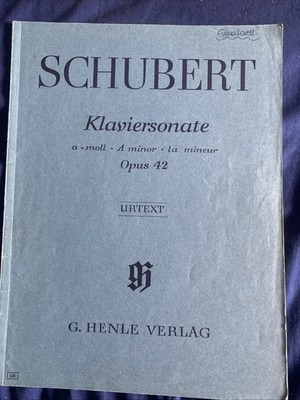 SCHUBERT
Klaviersonate
a-moll · A minor · la mineur
Opus 42
URTEXT
G. HENLE VERLAG